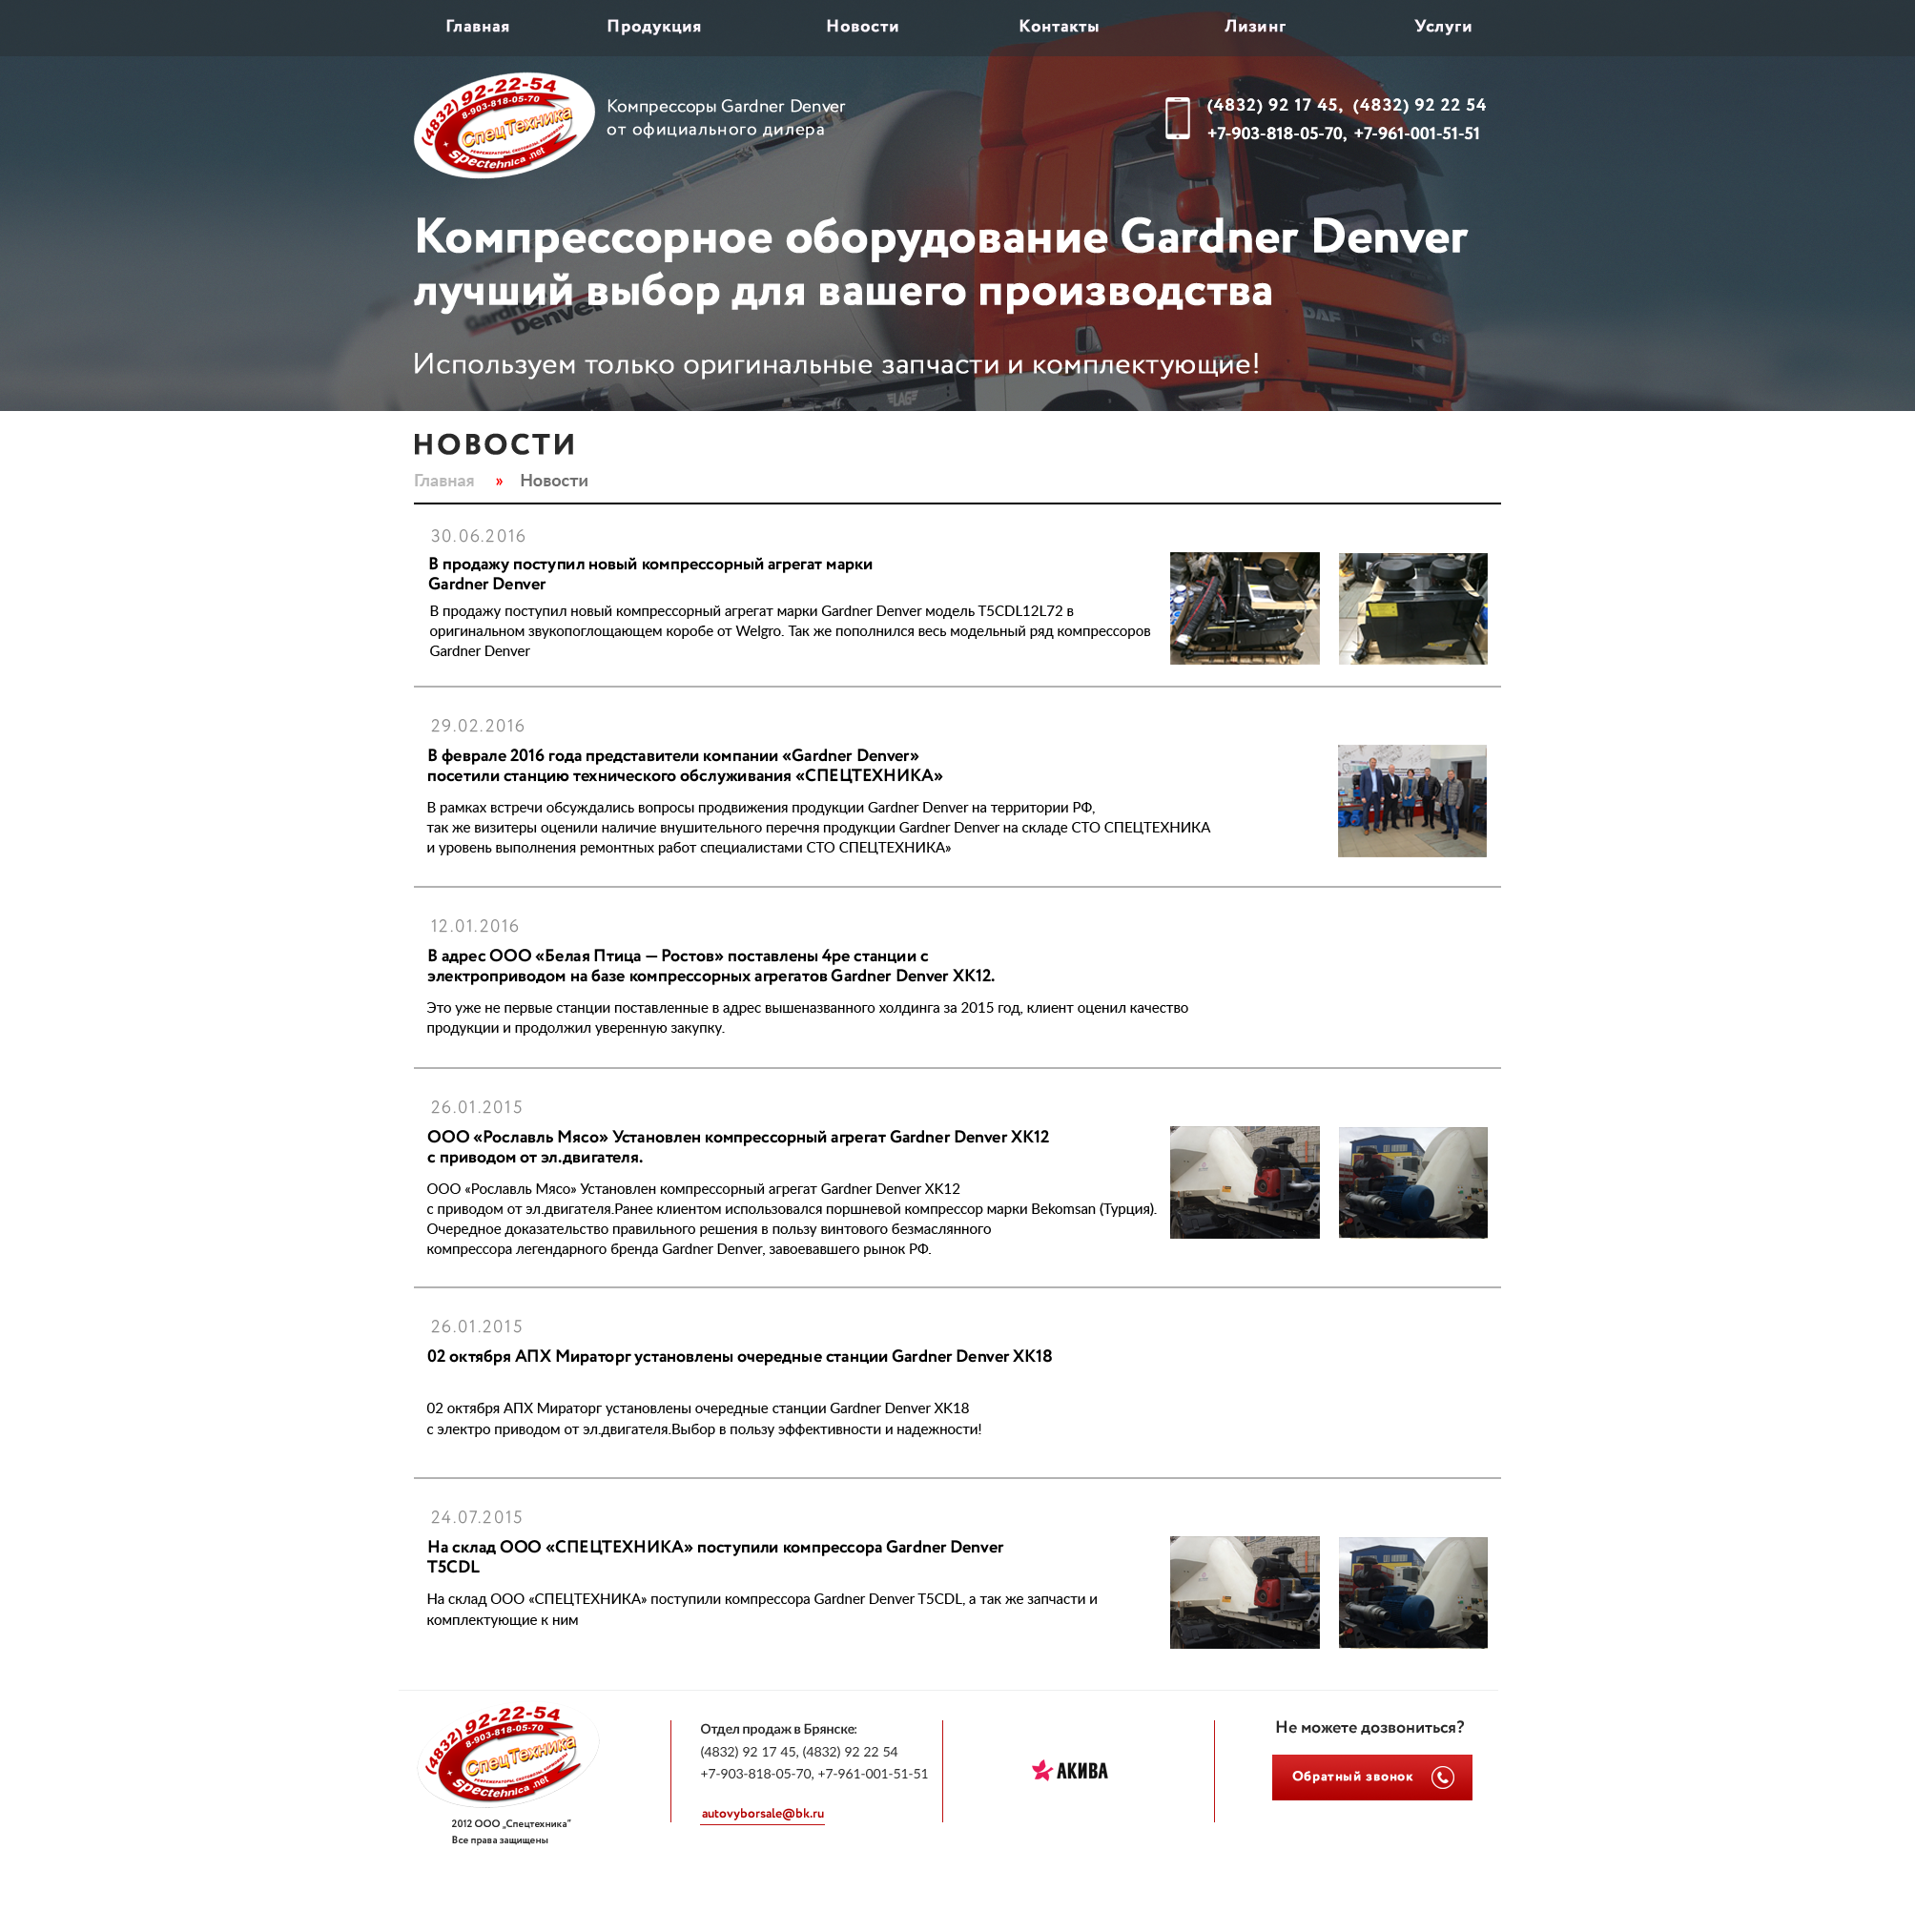 Главная Продукция Новости Контакты Лизинг Услуги
(4832) 92-22-54
8-903-818-05-70
СпецТехника
spectehnica .net
Компрессоры Gardner Denver
от официального дилера
(4832) 92 17 45, (4832) 92 22 54
+7-903-818-05-70, +7-961-001-51-51
Компрессорное оборудование Gardner Denver
лучший выбор для вашего производства
Gardner
Denver
DAF
CF
Используем только оригинальные запчасти и комплектующие!
LAG
НОВОСТИ
Главная » Новости
30.06.2016
В продажу поступил новый компрессорный агрегат марки
Gardner Denver
В продажу поступил новый компрессорный агрегат марки Gardner Denver модель T5CDL12L72 в
оригинальном звукопоглощающем коробе от Welgro. Так же пополнился весь модельный ряд компрессоров
Gardner Denver
29.02.2016
В феврале 2016 года представители компании «Gardner Denver»
посетили станцию технического обслуживания «СПЕЦТЕХНИКА»
В рамках встречи обсуждались вопросы продвижения продукции Gardner Denver на территории РФ,
так же визитеры оценили наличие внушительного перечня продукции Gardner Denver на складе СТО СПЕЦТЕХНИКА
и уровень выполнения ремонтных работ специалистами СТО СПЕЦТЕХНИКА»
12.01.2016
В адрес ООО «Белая Птица — Ростов» поставлены 4ре станции с
электроприводом на базе компрессорных агрегатов Gardner Denver XK12.
Это уже не первые станции поставленные в адрес вышеназванного холдинга за 2015 год, клиент оценил качество
продукции и продолжил уверенную закупку.
26.01.2015
ООО «Рославль Мясо» Установлен компрессорный агрегат Gardner Denver XK12
с приводом от эл.двигателя.
ООО «Рославль Мясо» Установлен компрессорный агрегат Gardner Denver XK12
с приводом от эл.двигателя.Ранее клиентом использовался поршневой компрессор марки Bekomsan (Турция).
Очередное доказательство правильного решения в пользу винтового безмаслянного
компрессора легендарного бренда Gardner Denver, завоевавшего рынок РФ.
26.01.2015
02 октября АПХ Мираторг установлены очередные станции Gardner Denver XK18
02 октября АПХ Мираторг установлены очередные станции Gardner Denver XK18
с электро приводом от эл.двигателя.Выбор в пользу эффективности и надежности!
24.07.2015
На склад ООО «СПЕЦТЕХНИКА» поступили компрессора Gardner Denver
T5CDL
На склад ООО «СПЕЦТЕХНИКА» поступили компрессора Gardner Denver T5CDL, а так же запчасти и
комплектующие к ним
(4832) 92-22-54
8-903-818-05-70
СпецТехника
spectehnica .net
2012 ООО „Спецтехника“
Все права защищены
Отдел продаж в Брянске:
(4832) 92 17 45, (4832) 92 22 54
+7-903-818-05-70, +7-961-001-51-51
autovyborsale@bk.ru
АКИВА
Не можете дозвониться?
Обратный звонок